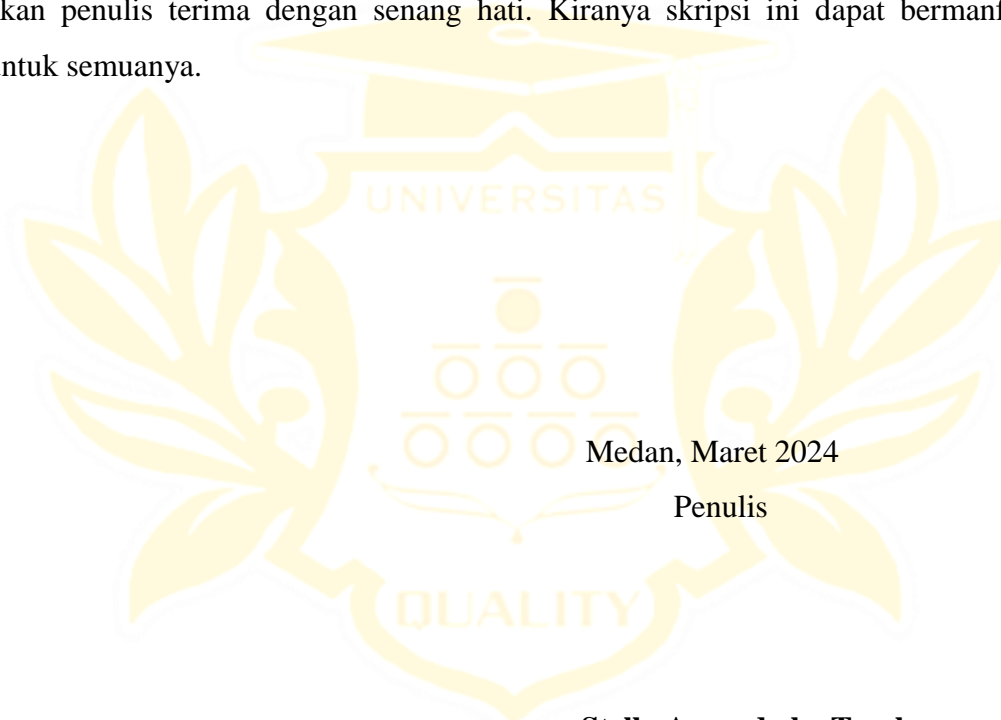 kan penulis terima dengan senang hati. Kiranya skripsi ini dapat bermanf
ntuk semuanya.
UNIVERSITAS
Medan, Maret 2024
Penulis
QUALITY